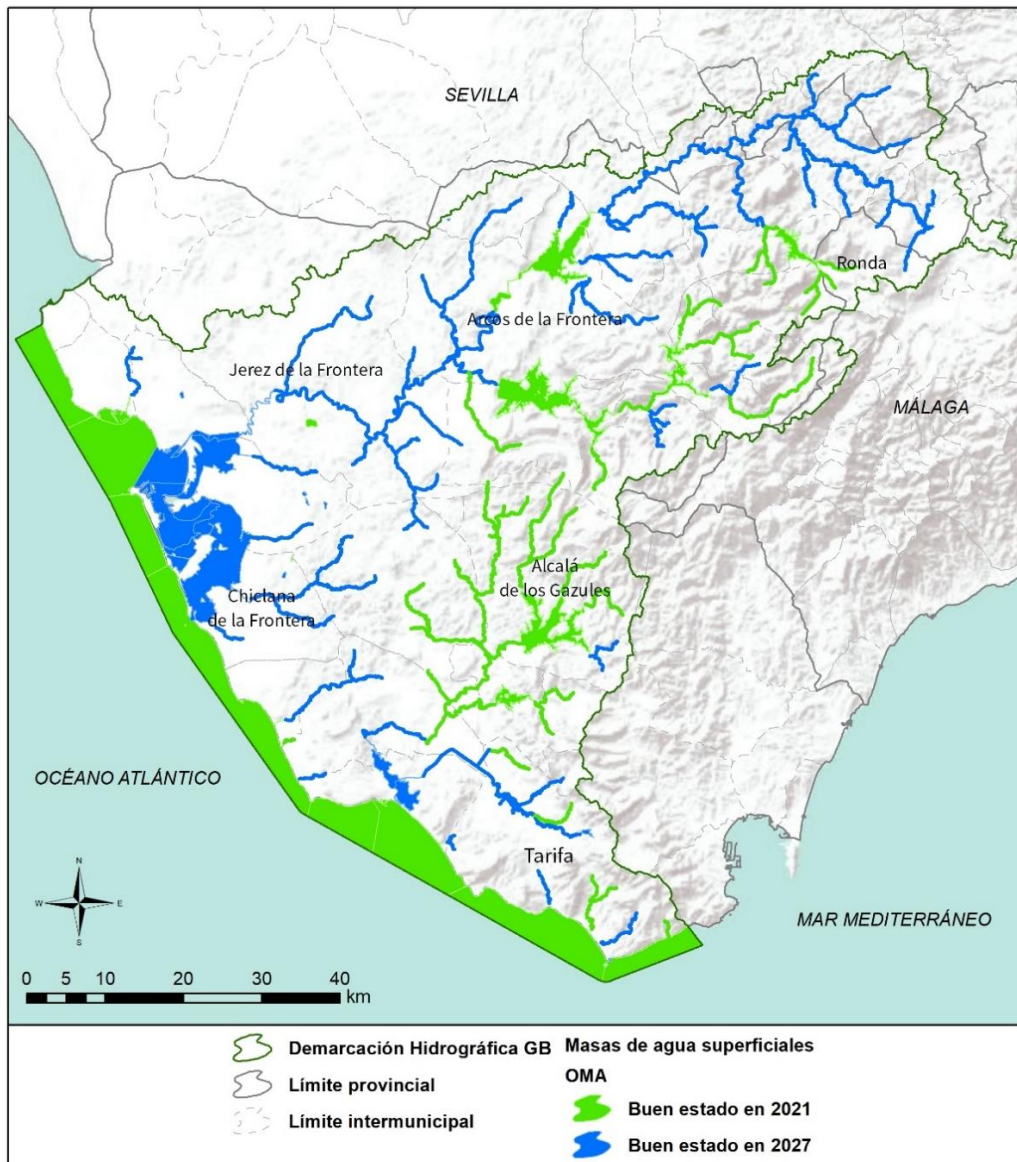 SEVILLA
Ronda
Arcos de la Frontera
Jerez de la Frontera
MÁLAGA
Alcalá
de los Gazules
Chiclana
de la Frontera
OCÉANO ATLÁNTICO
Tarifa
MAR MEDITERRÁNEO
N
W E
S
0 5 10 20 30 40
km
Demarcación Hidrográfica GB
Límite provincial
Límite intermunicipal
Masas de agua superficiales
OMA
Buen estado en 2021
Buen estado en 2027